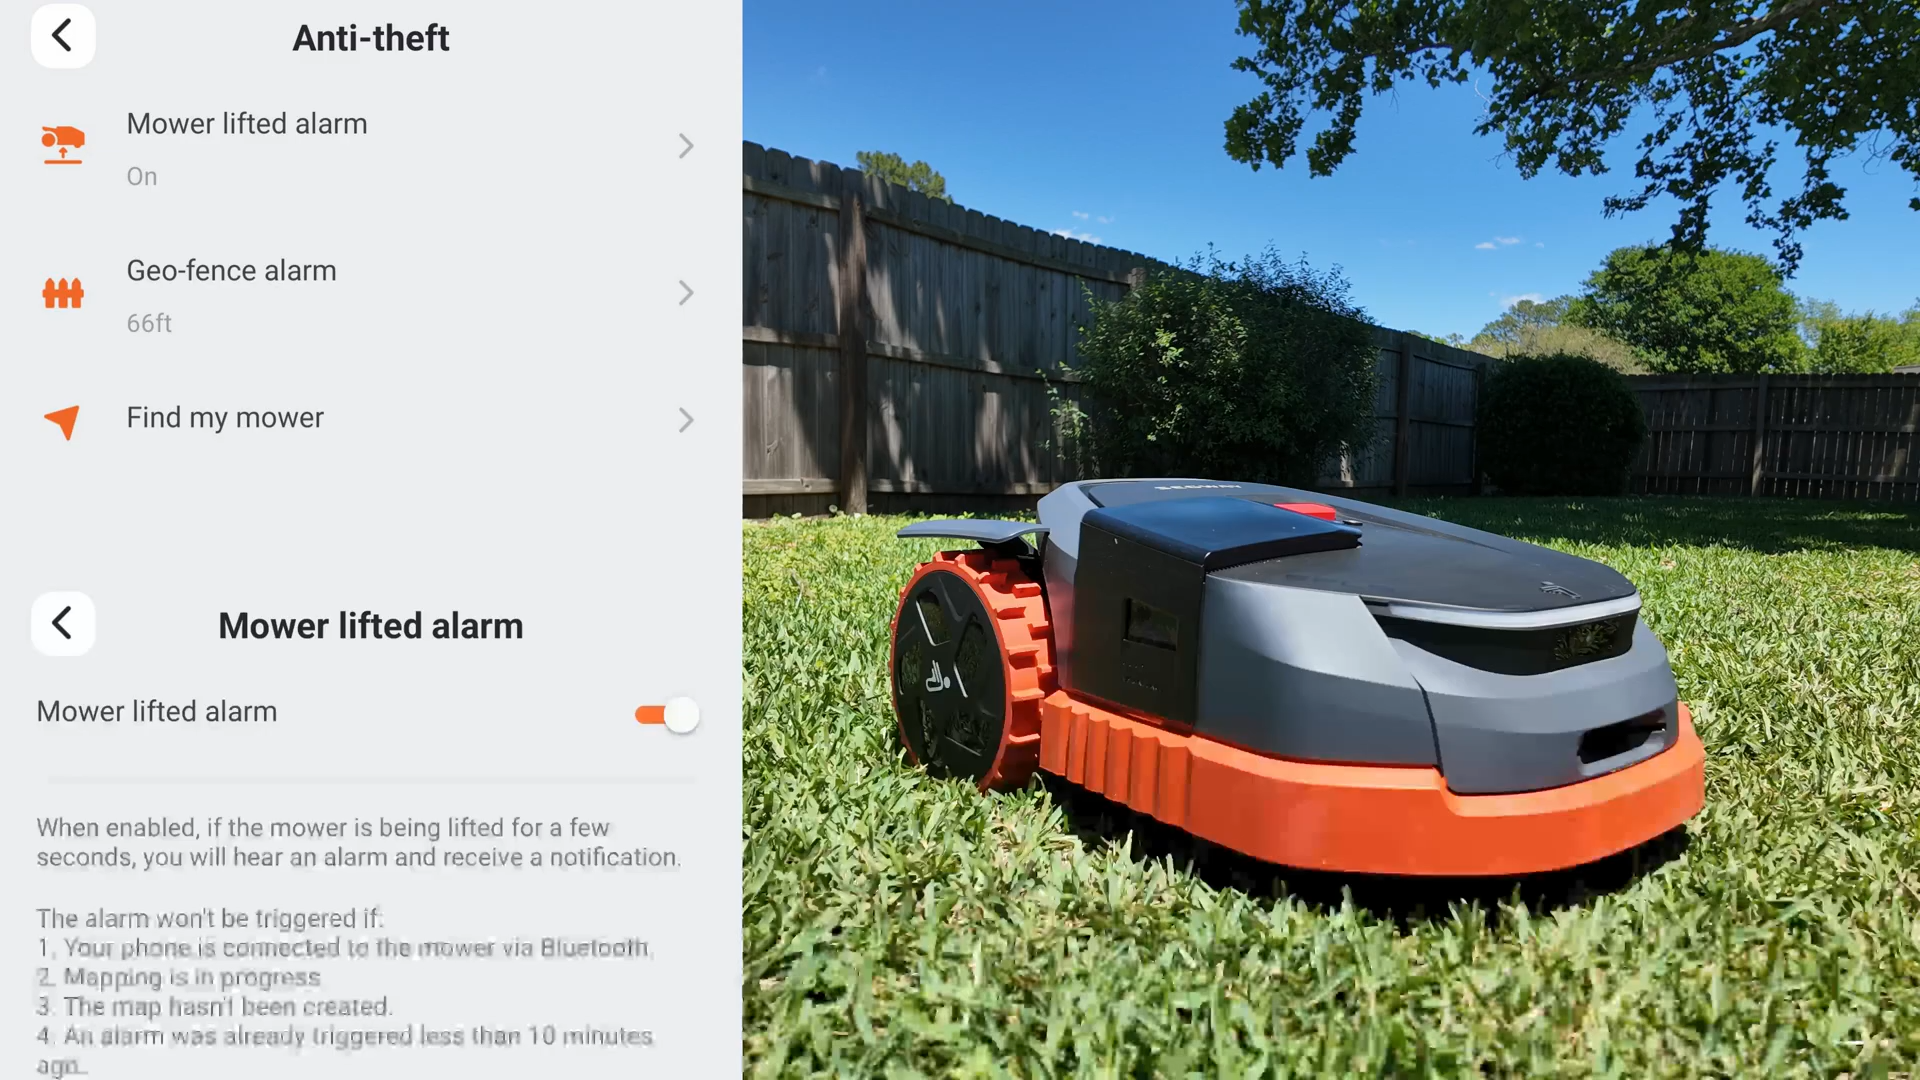 Anti-theft
Mower lifted alarm
On
Geo-fence alarm
66ft
Find my mower
Mower lifted alarm
Mower lifted alarm
When enabled, if the mower is being lifted for a few
seconds, you will hear an alarm and receive a notification.
The alarm won't be triggered if:
1. Your phone is connected to the mower via Bluetooth.
2. Mapping is in progress
3. The map hasn't been created.
4. An alarm was already triggered less than 10 minutes
ago.
SEGWAY